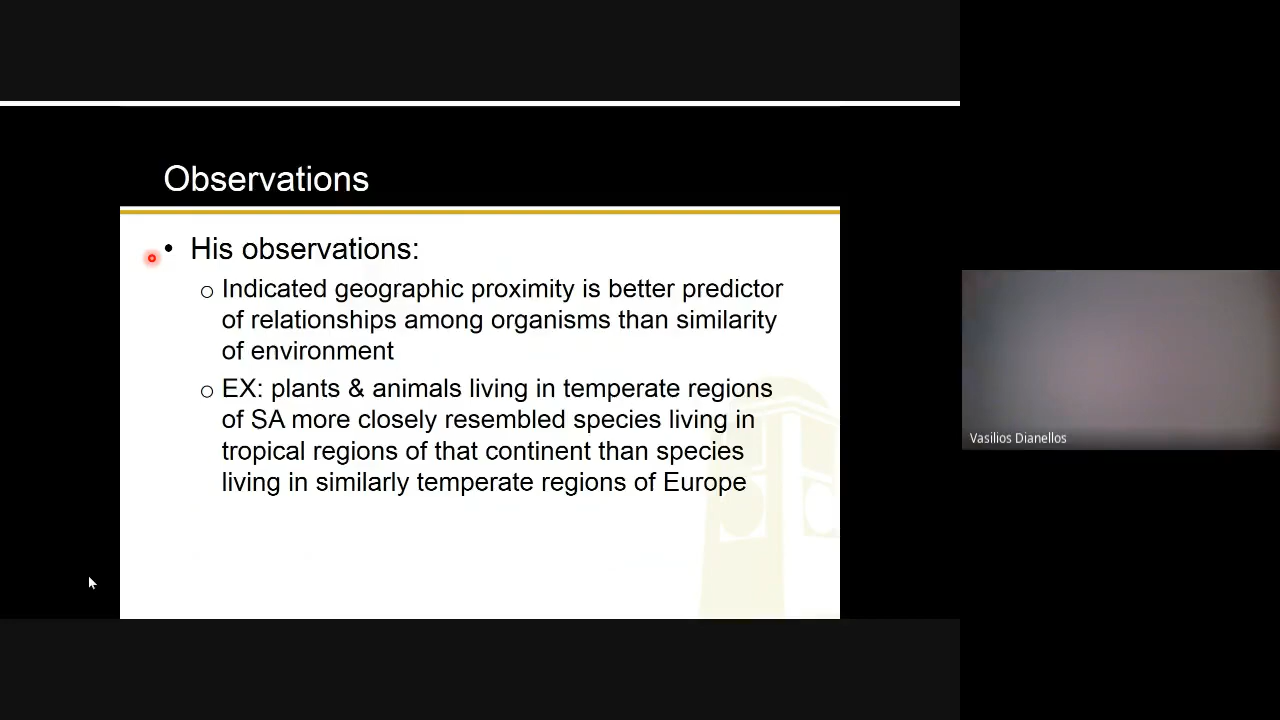 Observations
• His observations:
o Indicated geographic proximity is better predictor
of relationships among organisms than similarity
of environment
o EX: plants & animals living in temperate regions
of SA more closely resembled species living in
tropical regions of that continent than species
living in similarly temperate regions of Europe
Vasilios Dianellos